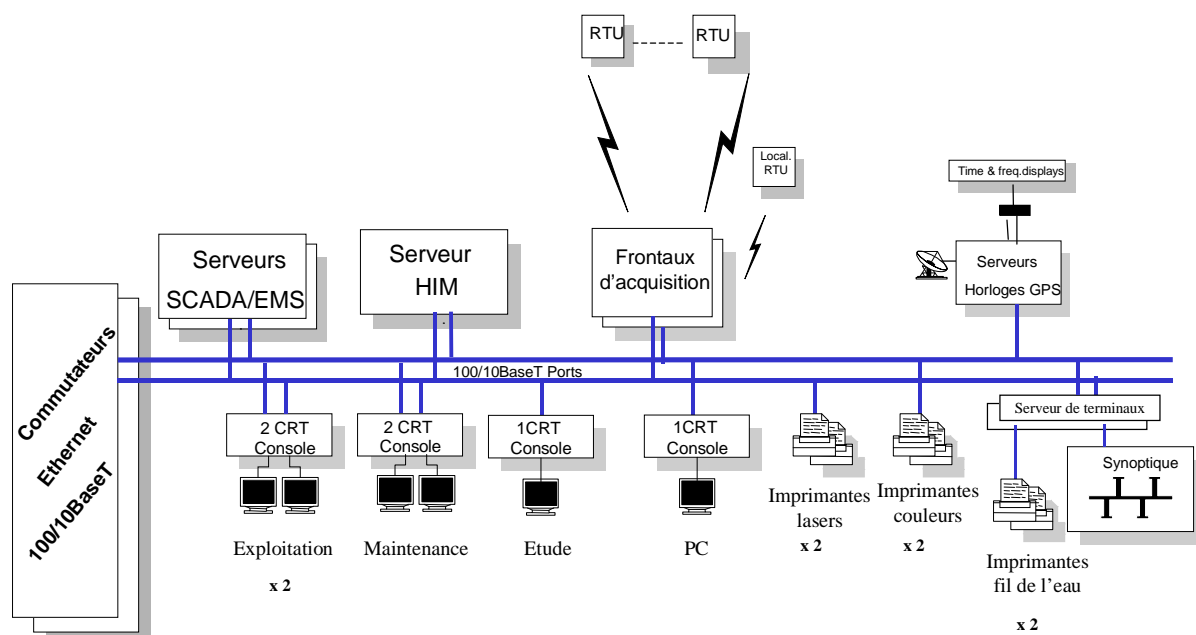 RTU
RTU
Local.
RTU
Time & freq.displays
Serveurs
SCADA/EMS
Serveur
HIM
Frontaux
d'acquisition
Serveurs
Horloges GPS
Commutateurs
Ethernet
100/10BaseT
100/10BaseT Ports
2 CRT
Console
2 CRT
Console
1CRT
Console
1CRT
Console
Serveur de terminaux
Synoptique
Exploitation
x 2
Maintenance
Etude
PC
Imprimantes
lasers
x 2
Imprimantes
couleurs
x 2
Imprimantes
fil de l'eau
x 2